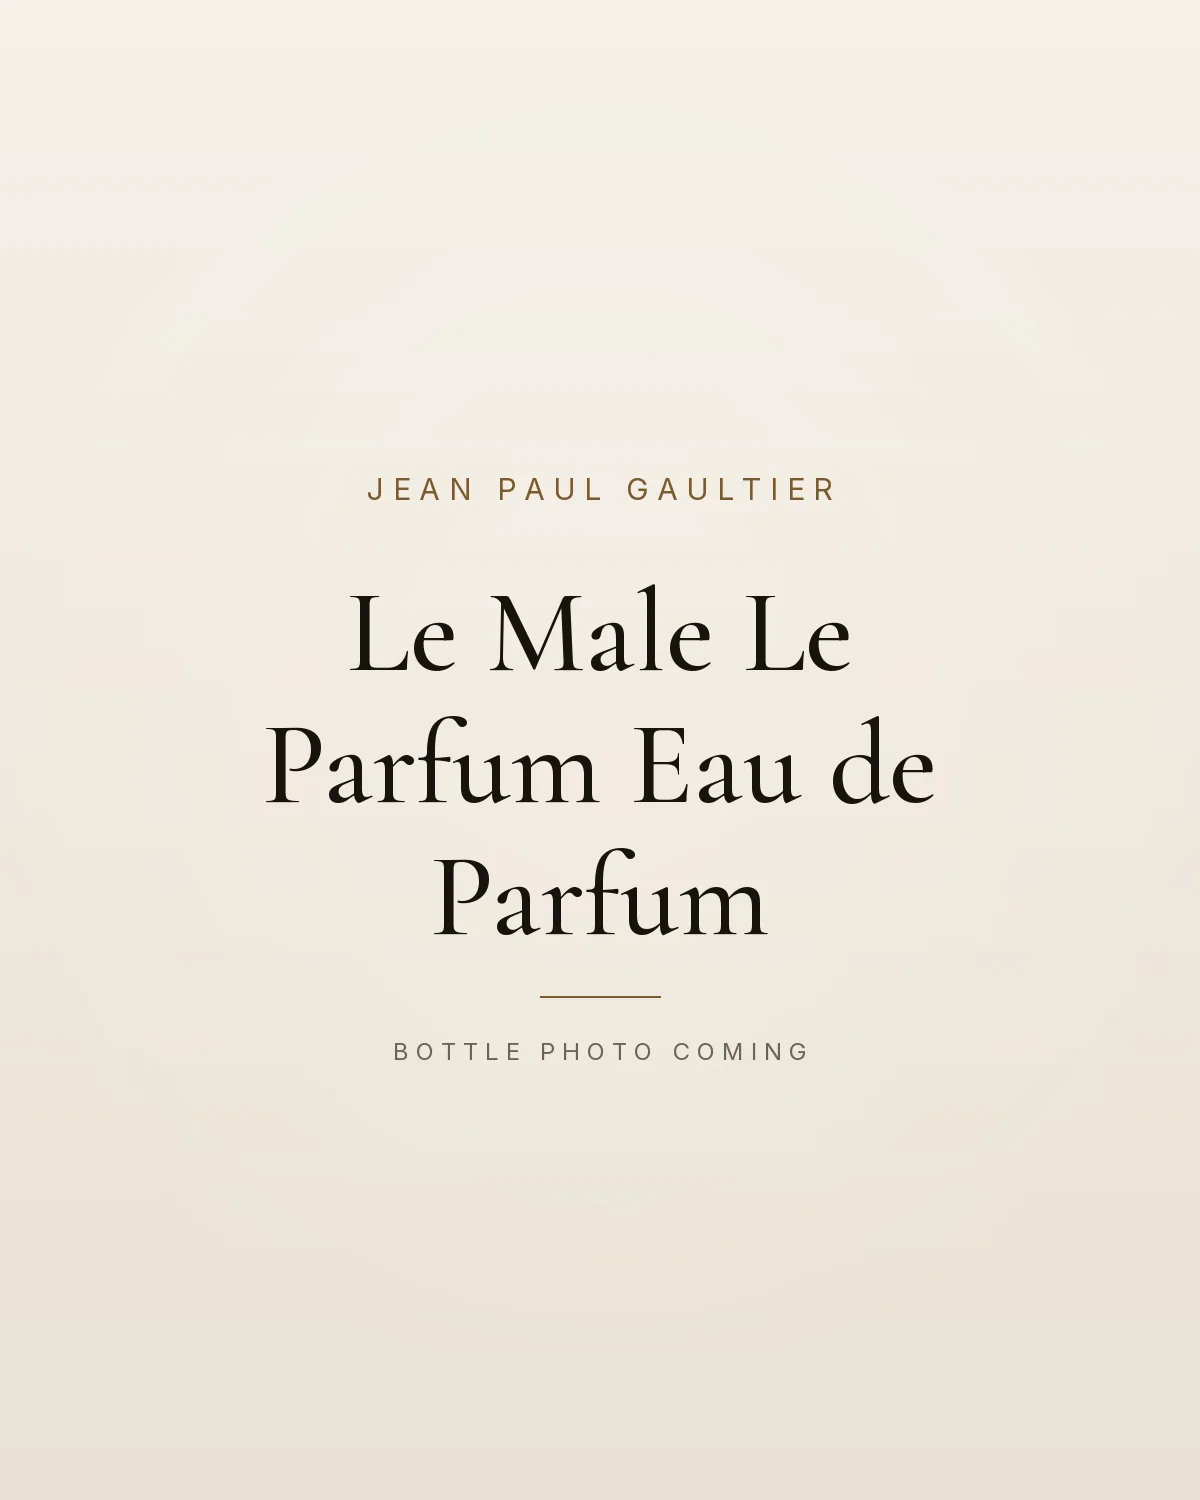 JEAN PAUL GAULTIER
Le Male Le
Parfum Eau de
Parfum
BOTTLE PHOTO COMING